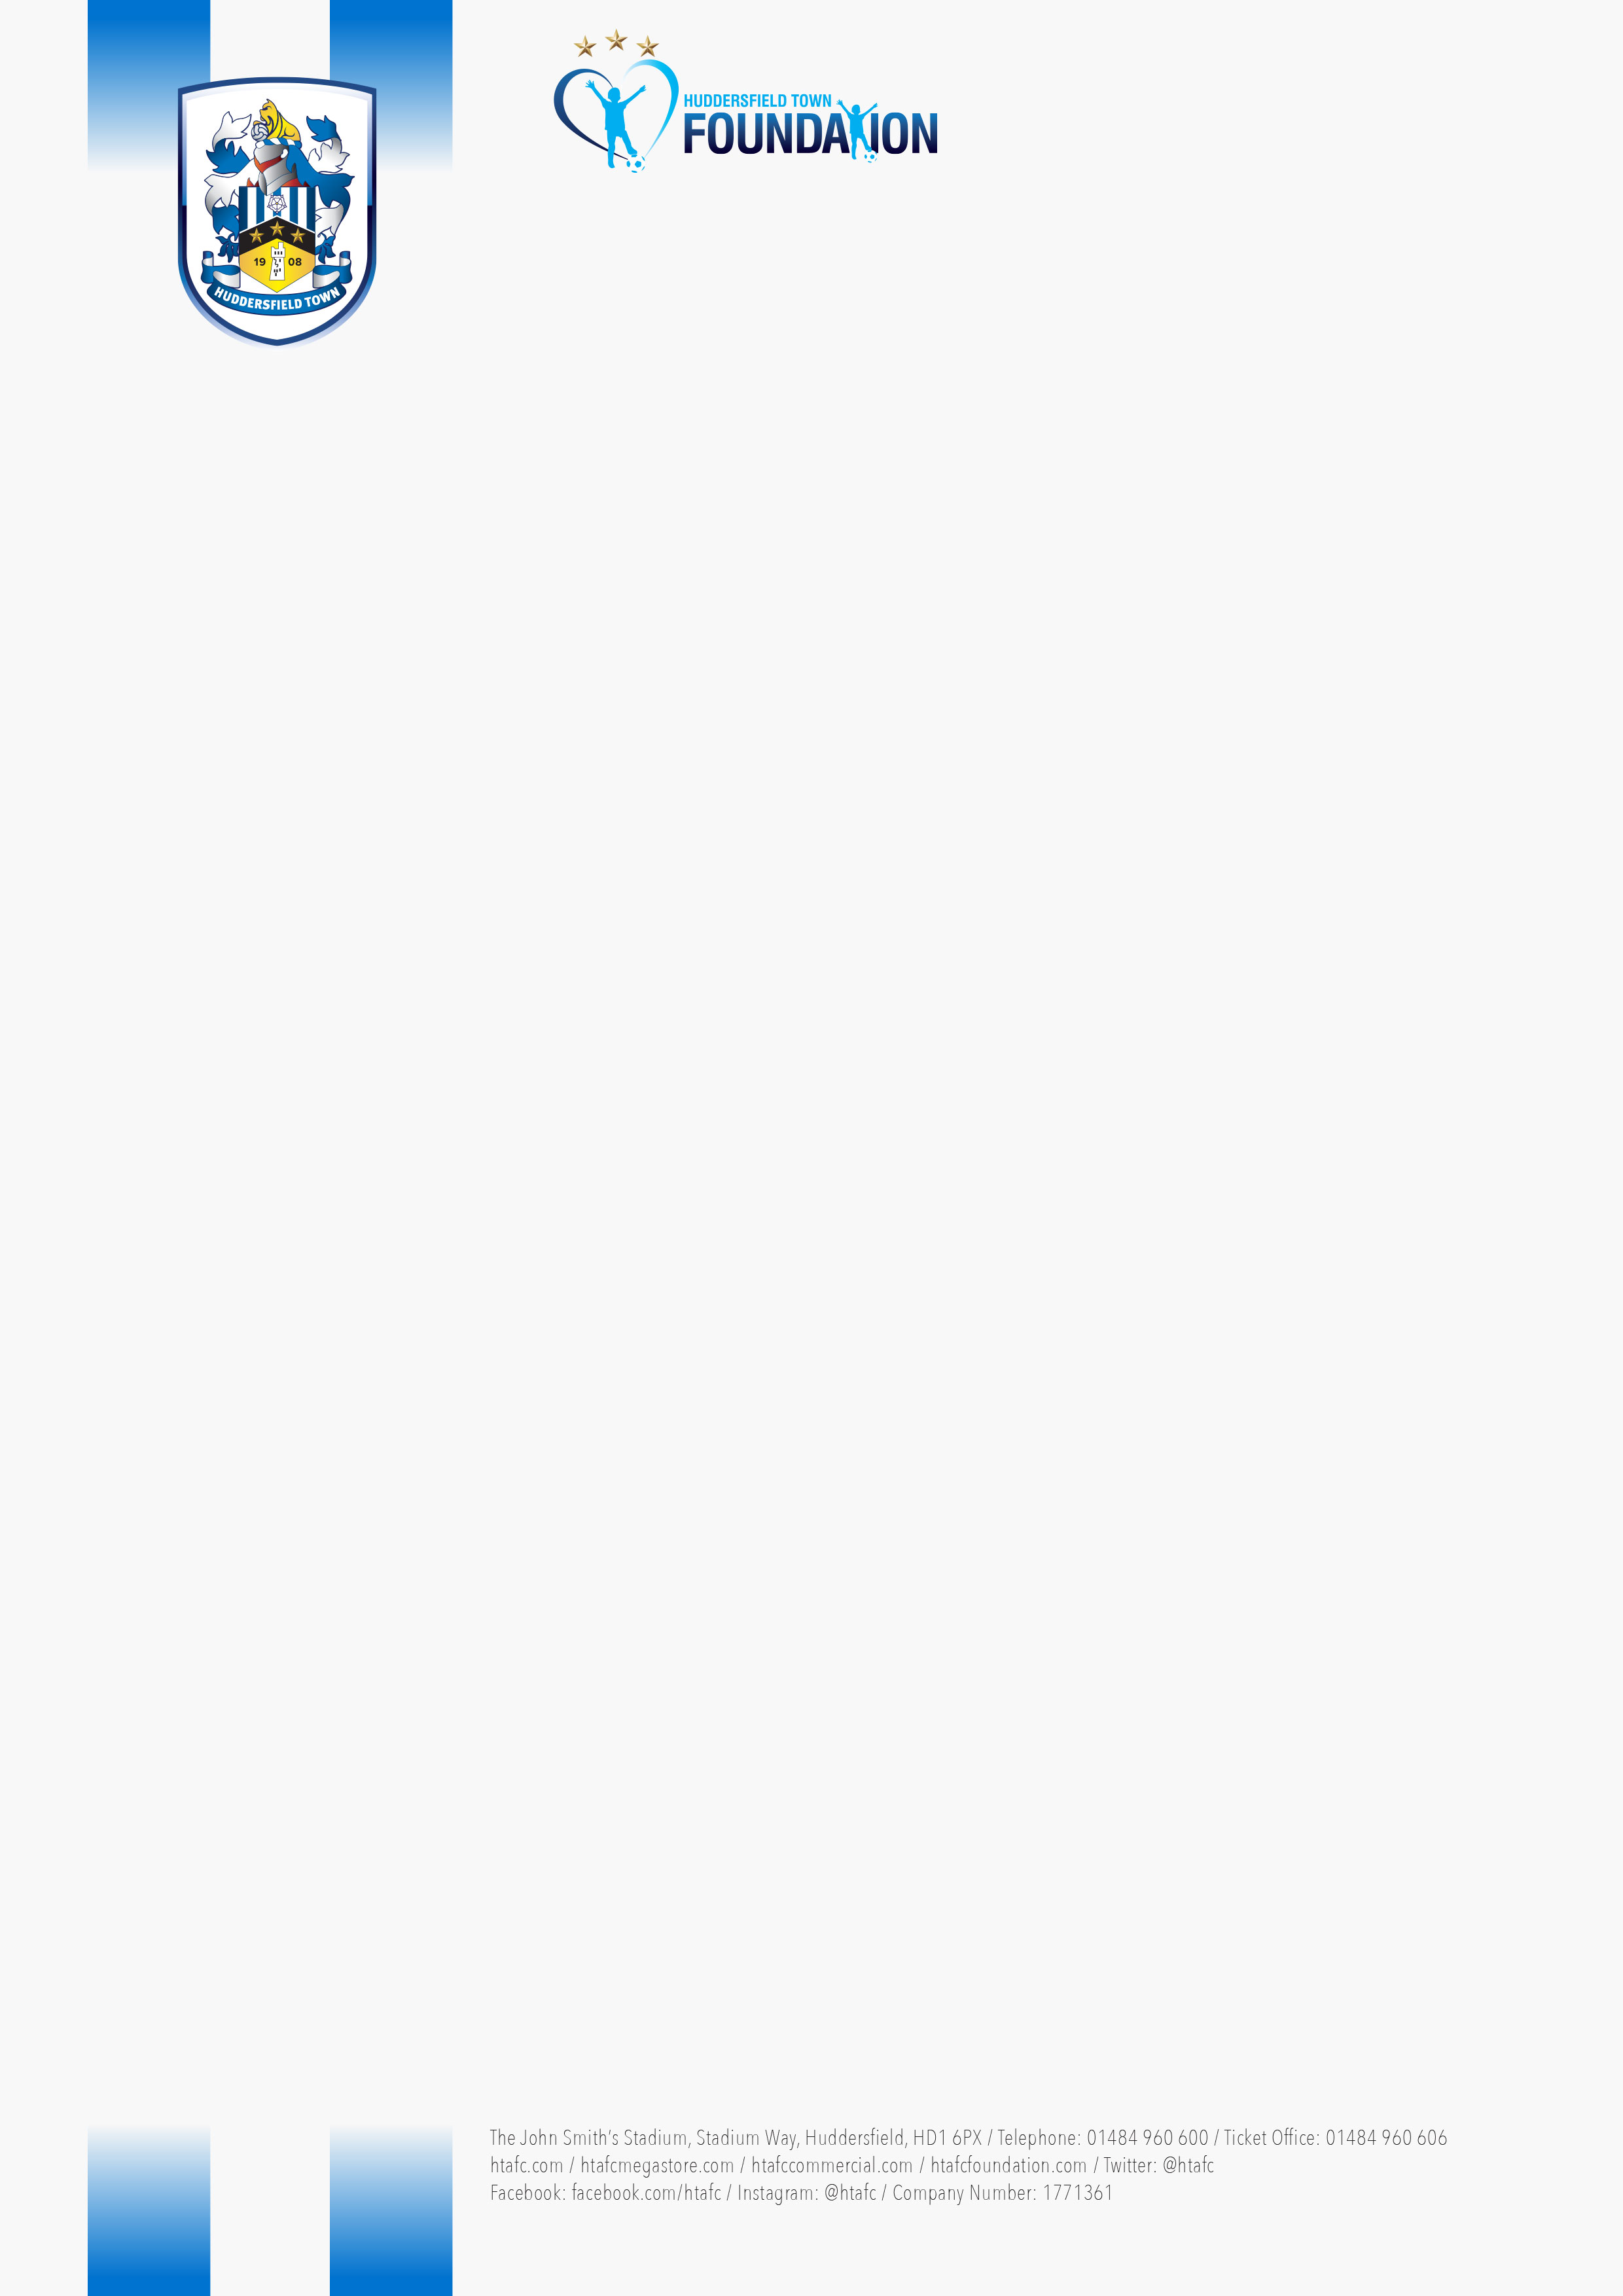 HUDDERSFIELD TOWN
FOUNDATION
19 08
HUDDERSFIELD TOWN
The John Smith's Stadium, Stadium Way, Huddersfield, HD1 6PX / Telephone: 01484 960 600 / Ticket Office: 01484 960 606
htafc.com / htafcmegastore.com / htafccommercial.com / htafcfoundation.com / Twitter: @htafc
Facebook: facebook.com/htafc / Instagram: @htafc / Company Number: 1771361